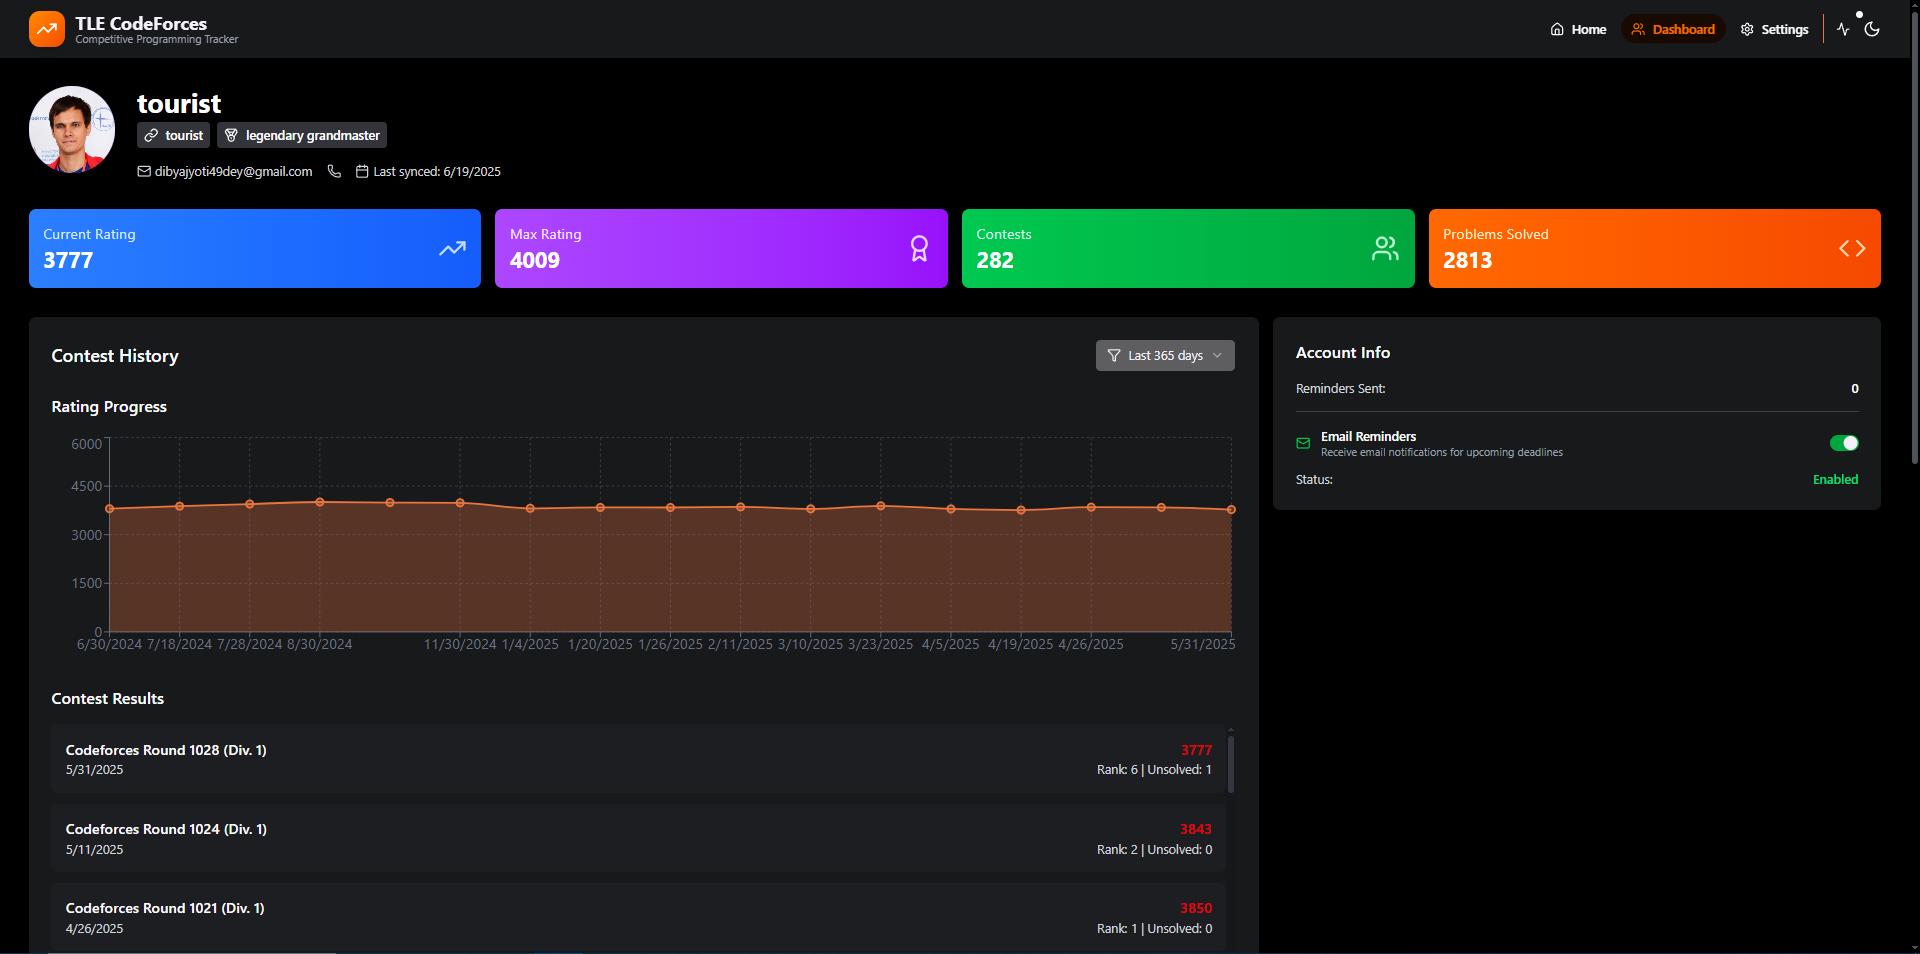 TLE CodeForces
Competitive Programming Tracker
Home
Dashboard
Settings
tourist
tourist
legendary grandmaster
dibyajyoti49dey@gmail.com
Last synced: 6/19/2025
Current Rating
3777
Max Rating
4009
Contests
282
Problems Solved
2813
Contest History
Last 365 days
Rating Progress
6000
4500
3000
1500
0
6/30/2024 7/18/2024 7/28/2024 8/30/2024 11/30/2024 1/4/2025 1/20/2025 1/26/2025 2/11/2025 3/10/2025 3/23/2025 4/5/2025 4/19/2025 4/26/2025 5/31/2025
Contest Results
Codeforces Round 1028 (Div. 1)
3777
5/31/2025
Rank: 6 | Unsolved: 1
Codeforces Round 1024 (Div. 1)
3843
5/11/2025
Rank: 2 | Unsolved: 0
Codeforces Round 1021 (Div. 1)
3850
4/26/2025
Rank: 1 | Unsolved: 0
Account Info
Reminders Sent:
0
Email Reminders
Receive email notifications for upcoming deadlines
Status:
Enabled